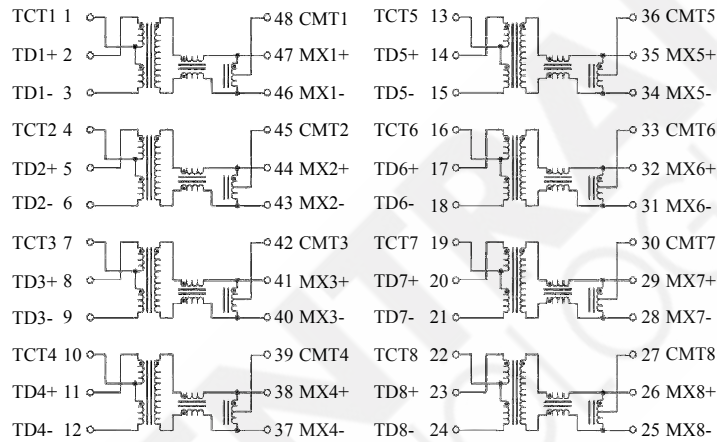 TCT1 1 48 CMT1 TCT5 13 36 CMT5
TD1+ 2 47 MX1+ TD5+ 14 35 MX5+
TD1- 3 46 MX1- TD5- 15 34 MX5-
TCT2 4 45 CMT2 TCT6 16 33 CMT6
TD2+ 5 44 MX2+ TD6+ 17 32 MX6+
TD2- 6 43 MX2- TD6- 18 31 MX6-
TCT3 7 42 CMT3 TCT7 19 30 CMT7
TD3+ 8 41 MX3+ TD7+ 20 29 MX7+
TD3- 9 40 MX3- TD7- 21 28 MX7-
TCT4 10 39 CMT4 TCT8 22 27 CMT8
TD4+ 11 38 MX4+ TD8+ 23 26 MX8+
TD4- 12 37 MX4- TD8- 24 25 MX8-